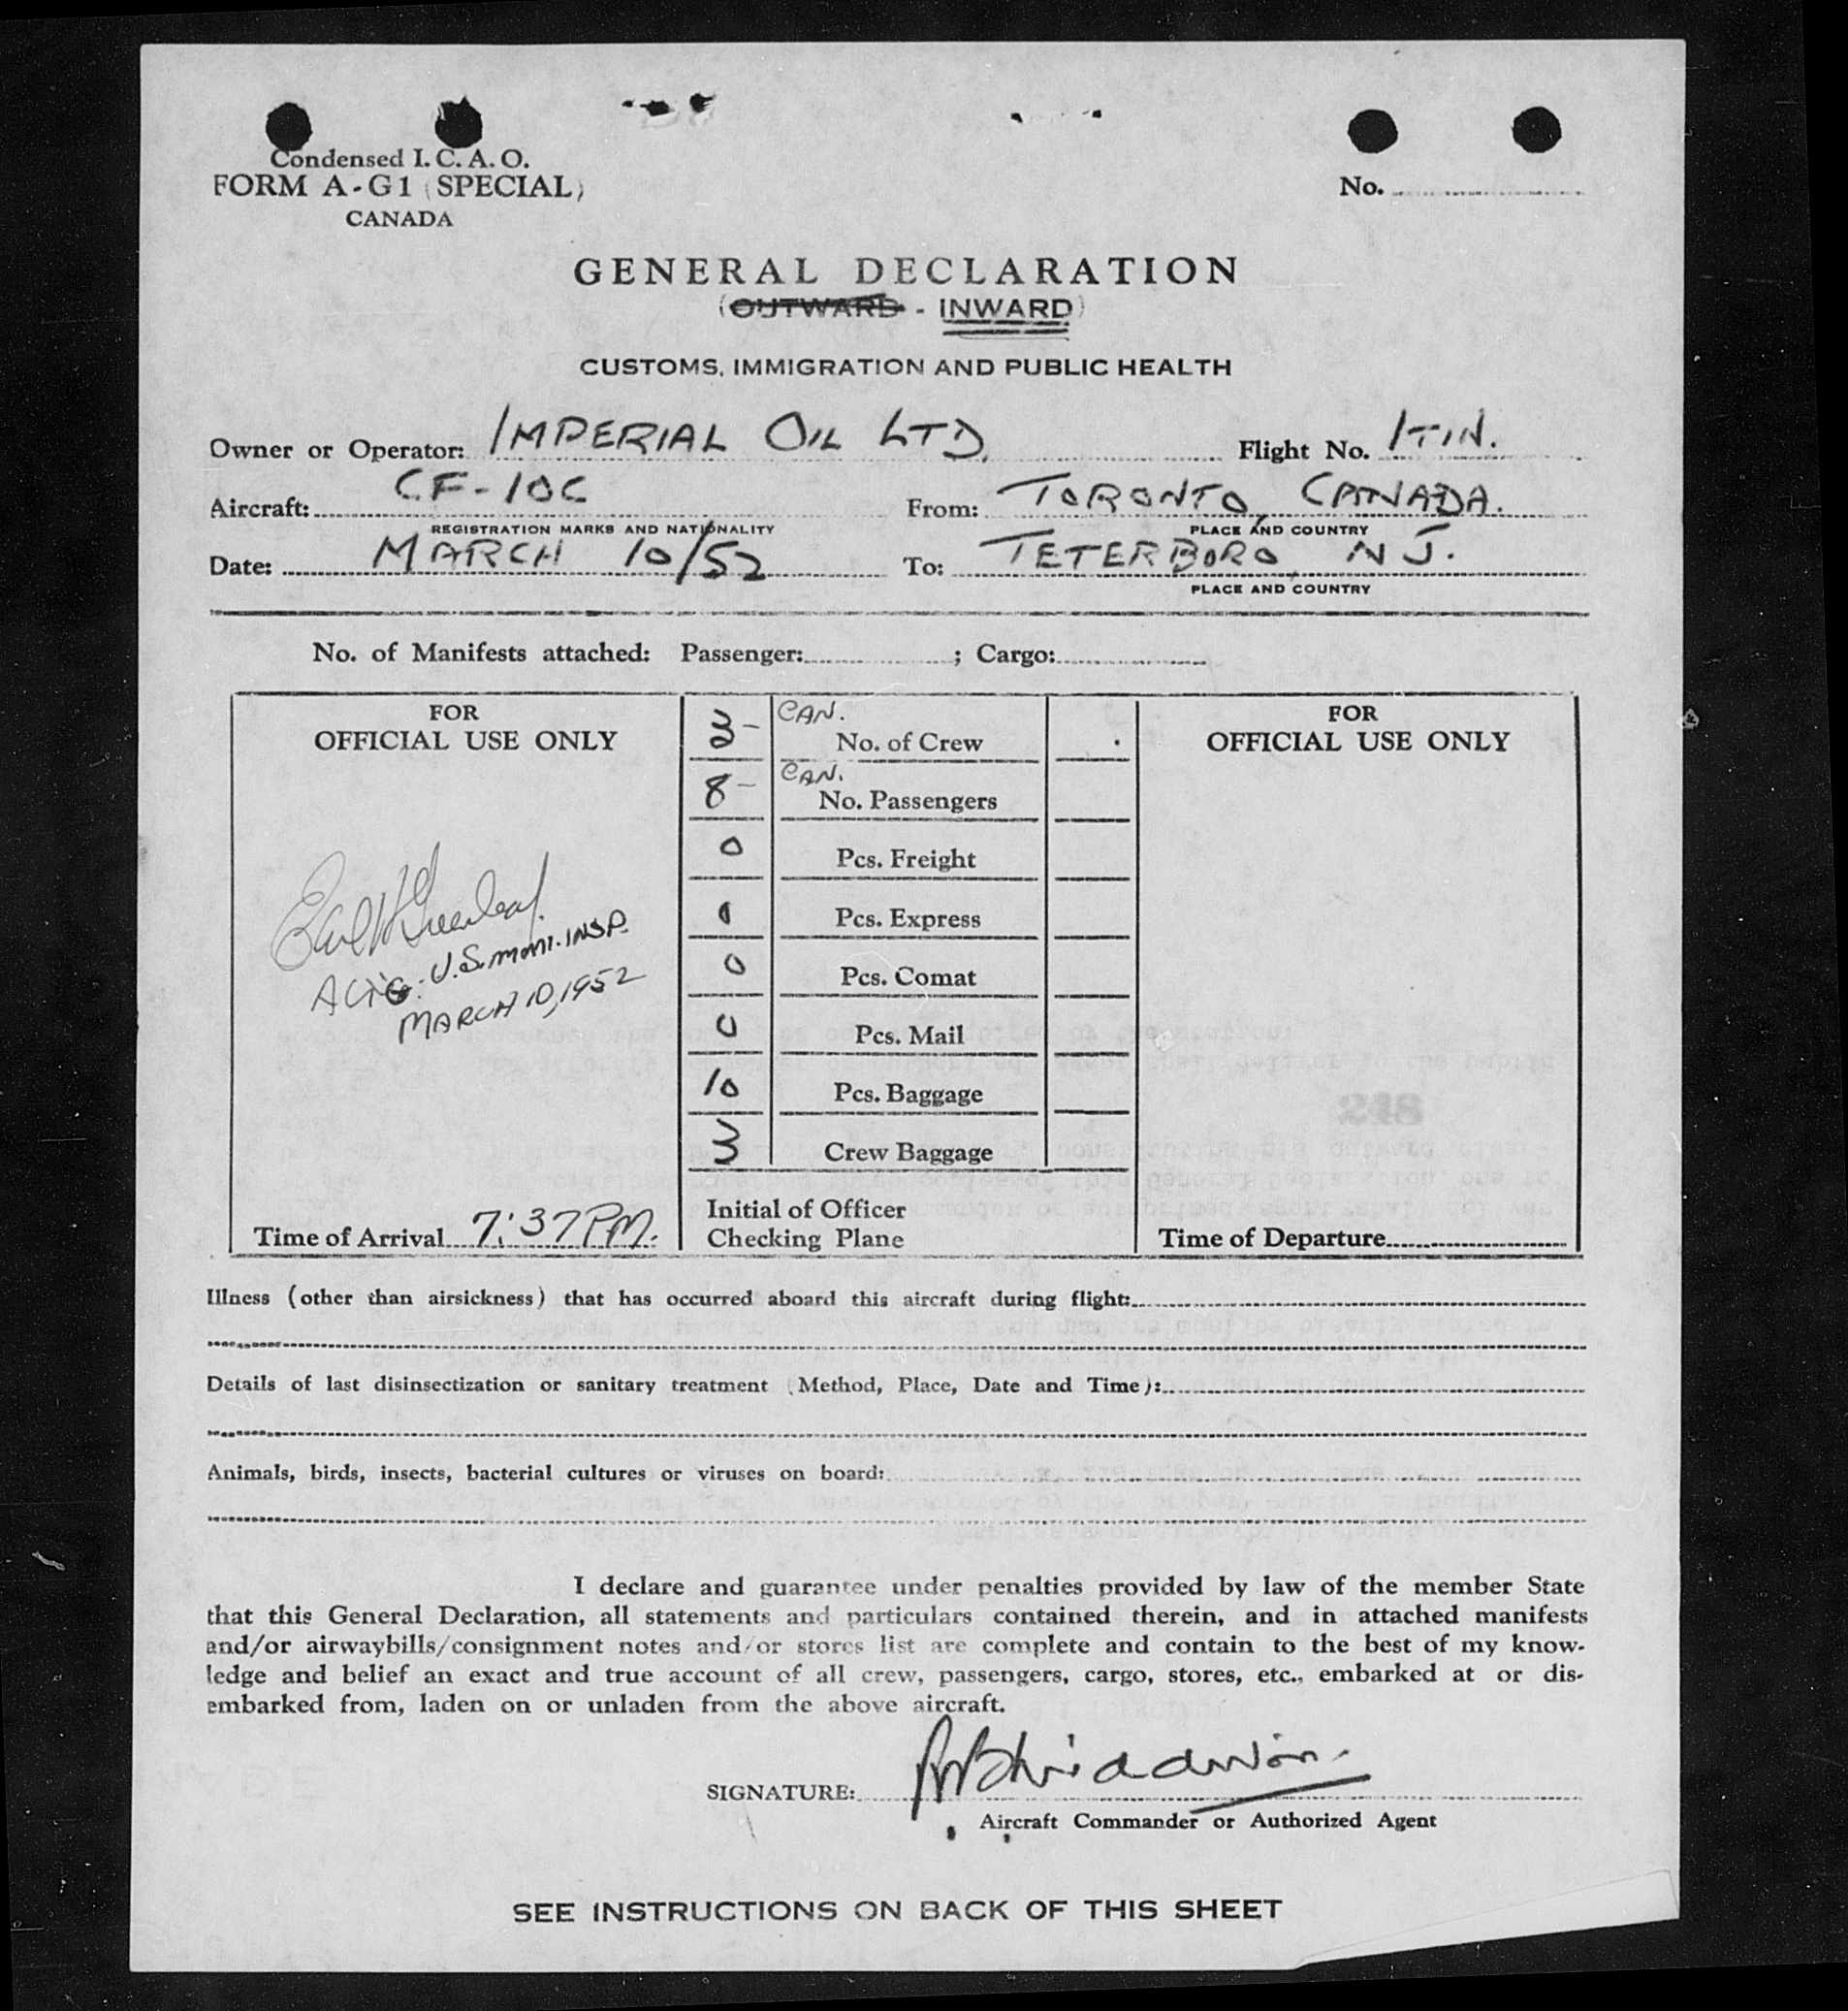 Condensed I. C. A. O.
FORM A-G1 (SPECIAL)
CANADA
No.
GENERAL DECLARATION
(OUTWARD - INWARD)
CUSTOMS, IMMIGRATION AND PUBLIC HEALTH
Owner or Operator: IMPERIAL OIL LTD. Flight No. ITIN.
Aircraft: CF-IOC From: TORONTO, CANADA.
REGISTRATION MARKS AND NATIONALITY PLACE AND COUNTRY
Date: MARCH 10/52 To: TETERBORO, N J.
PLACE AND COUNTRY
No. of Manifests attached: Passenger: ; Cargo:
FOR
OFFICIAL USE ONLY
Earl W Greenleaf.
ACT'G. U.S. IMMI. INSP.
MARCH 10, 1952
Time of Arrival 7:37 PM.
3- CAN.
No. of Crew
8- CAN.
No. Passengers
0 Pcs. Freight
0 Pcs. Express
0 Pcs. Comat
0 Pcs. Mail
10 Pcs. Baggage
3 Crew Baggage
Initial of Officer
Checking Plane
FOR
OFFICIAL USE ONLY
Time of Departure
Illness (other than airsickness) that has occurred aboard this aircraft during flight:
Details of last disinsectization or sanitary treatment (Method, Place, Date and Time):
Animals, birds, insects, bacterial cultures or viruses on board:
I declare and guarantee under penalties provided by law of the member State
that this General Declaration, all statements and particulars contained therein, and in attached manifests
and/or airwaybills/consignment notes and/or stores list are complete and contain to the best of my know-
ledge and belief an exact and true account of all crew, passengers, cargo, stores, etc., embarked at or dis-
embarked from, laden on or unladen from the above aircraft.
SIGNATURE:
Aircraft Commander or Authorized Agent
SEE INSTRUCTIONS ON BACK OF THIS SHEET